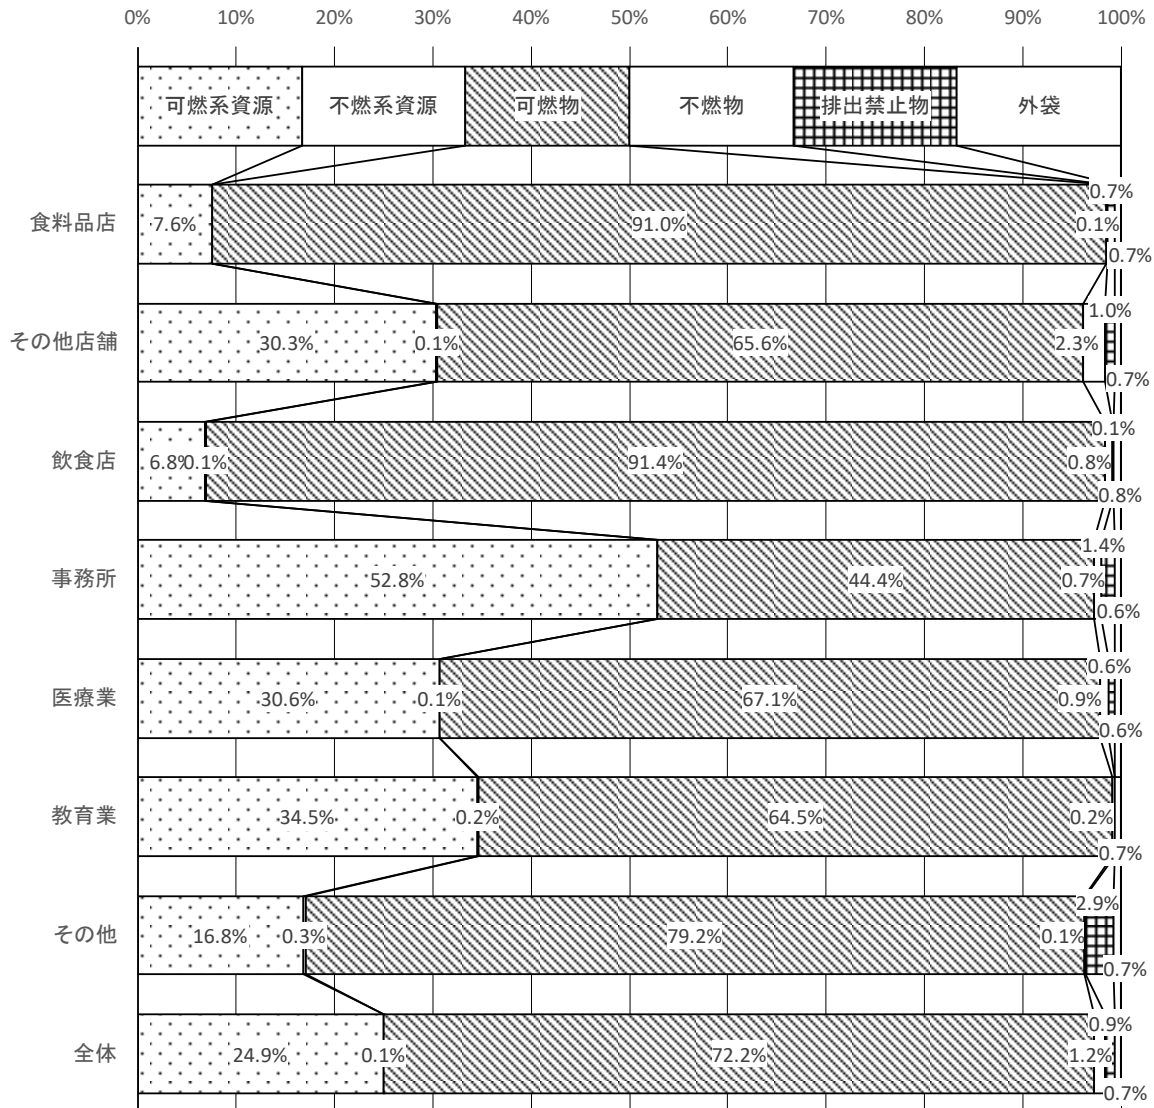 0% 10% 20% 30% 40% 50% 60% 70% 80% 90% 100%
可燃系資源 不燃系資源 可燃物 不燃物 排出禁止物 外袋
0.7%
食料品店 7.6% 91.0% 0.1%
0.7%
1.0%
その他店舗 30.3% 0.1% 65.6% 2.3%
0.7%
0.1%
飲食店 6.8% 0.1% 91.4% 0.8%
0.8%
1.4%
事務所 52.8% 44.4% 0.7%
0.6%
0.6%
医療業 30.6% 0.1% 67.1% 0.9%
0.6%
教育業 34.5% 0.2% 64.5% 0.2%
0.7%
2.9%
その他 16.8% 0.3% 79.2% 0.1%
0.7%
0.9%
全体 24.9% 0.1% 72.2% 1.2%
0.7%